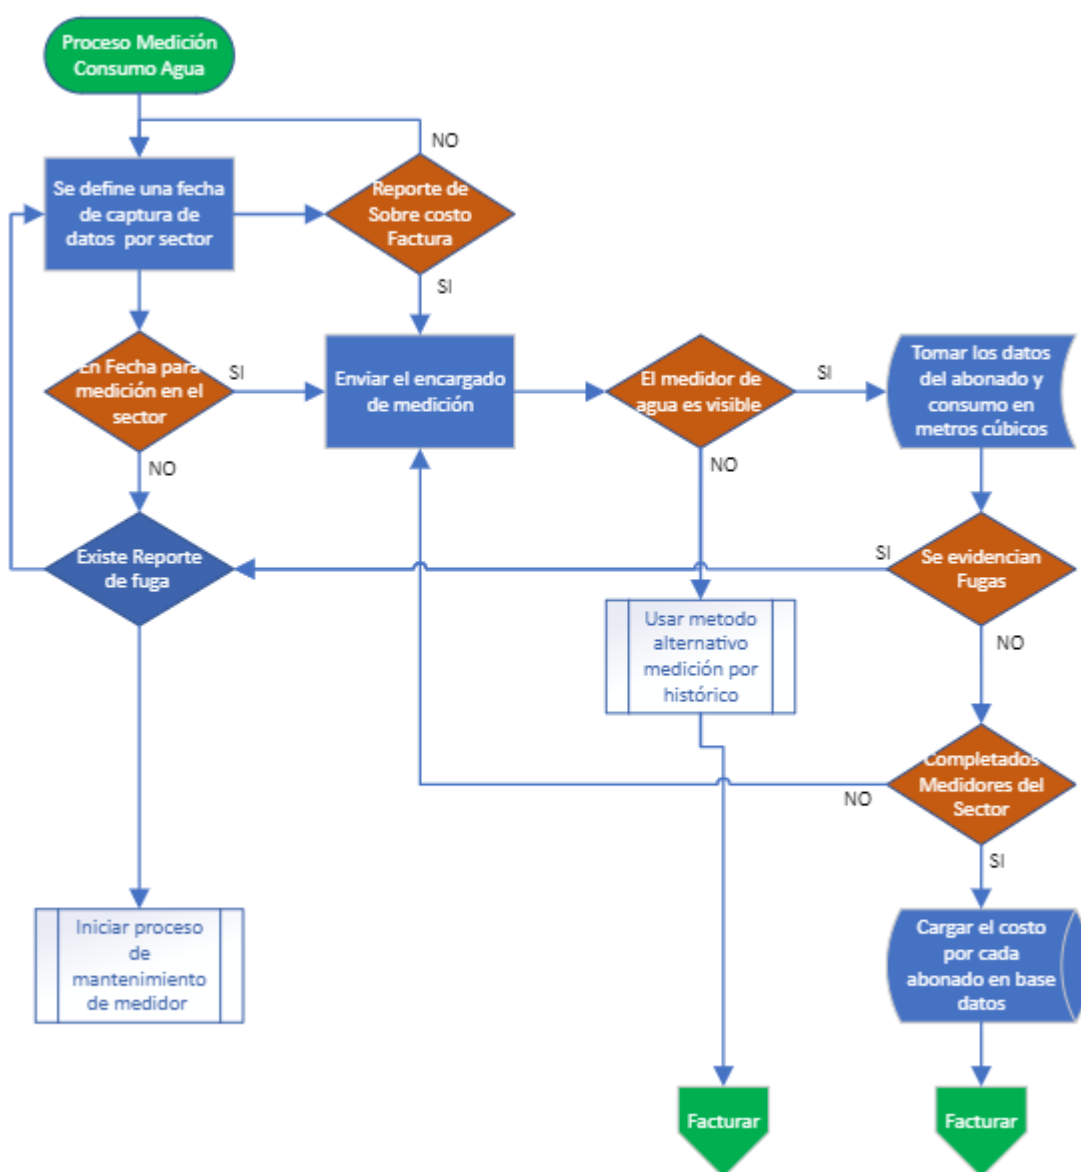 Proceso Medición
Consumo Agua
NO
Se define una fecha
de captura de
datos por sector
Reporte de
Sobre costo
Factura
SI
En Fecha para
medición en el
sector
SI
Enviar el encargado
de medición
El medidor de
agua es visible
SI
Tomar los datos
del abonado y
consumo en
metros cúbicos
NO
NO
Existe Reporte
de fuga
SI
Se evidencian
Fugas
Usar metodo
alternativo
medición por
histórico
NO
Completados
Medidores del
Sector
NO
SI
Iniciar proceso
de
mantenimiento
de medidor
Cargar el costo
por cada
abonado en base
datos
Facturar
Facturar